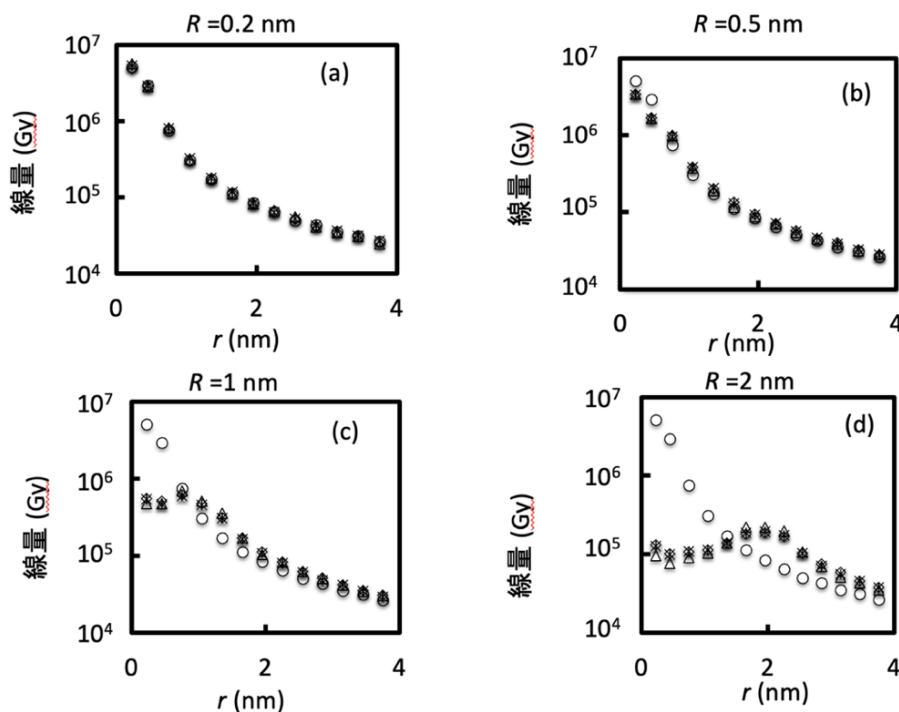 R =0.2 nm
(a)
線量 (Gy)
10⁷
10⁶
10⁵
10⁴
0
2
4
r (nm)
R =0.5 nm
(b)
線量 (Gy)
10⁷
10⁶
10⁵
10⁴
0
2
4
r (nm)
R =1 nm
(c)
線量 (Gy)
10⁷
10⁶
10⁵
10⁴
0
2
4
r (nm)
R =2 nm
(d)
線量 (Gy)
10⁷
10⁶
10⁵
10⁴
0
2
4
r (nm)